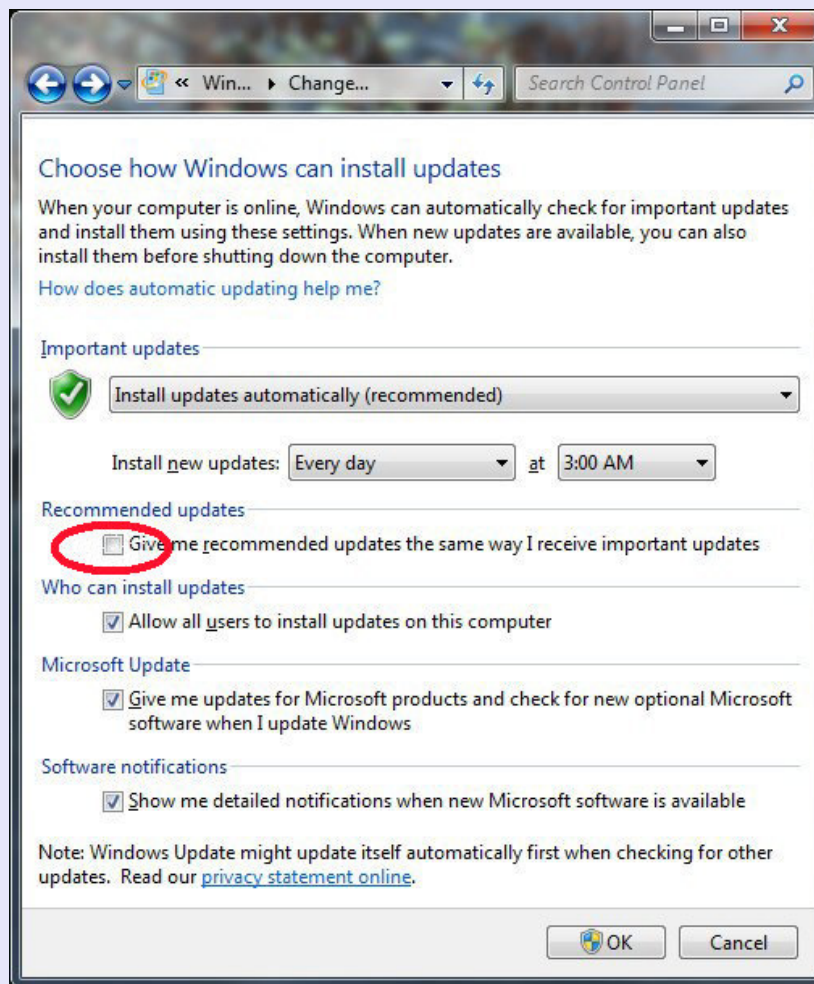 « Win... ▸ Change...
Search Control Panel
Choose how Windows can install updates
When your computer is online, Windows can automatically check for important updates
and install them using these settings. When new updates are available, you can also
install them before shutting down the computer.
How does automatic updating help me?
Important updates
Install updates automatically (recommended)
Install new updates: Every day at 3:00 AM
Recommended updates
Give me recommended updates the same way I receive important updates
Who can install updates
Allow all users to install updates on this computer
Microsoft Update
Give me updates for Microsoft products and check for new optional Microsoft
software when I update Windows
Software notifications
Show me detailed notifications when new Microsoft software is available
Note: Windows Update might update itself automatically first when checking for other
updates. Read our privacy statement online.
OK Cancel